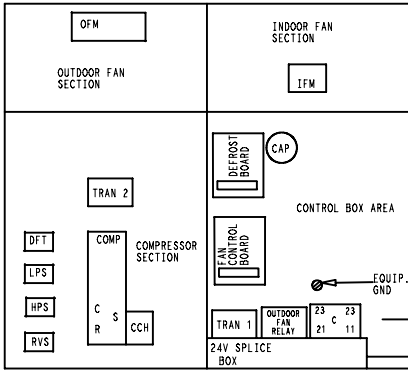 OFM
OUTDOOR FAN
SECTION
INDOOR FAN
SECTION
IFM
DEFROST
BOARD
CAP
TRAN 2
CONTROL BOX AREA
DFT
LPS
HPS
RVS
COMP
C
S
R
CCH
COMPRESSOR
SECTION
FAN
CONTROL
BOARD
EQUIP.
GND
TRAN 1
OUTDOOR
FAN
RELAY
23 23
C
21 11
24V SPLICE
BOX